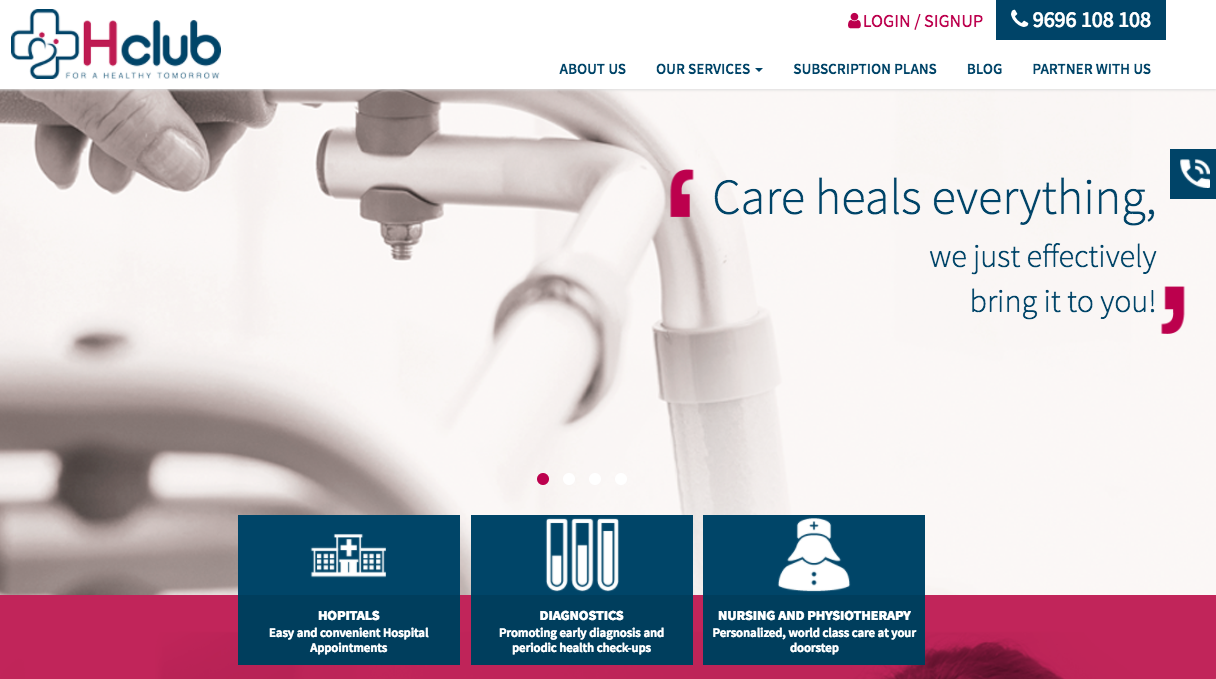 Hclub
FOR A HEALTHY TOMORROW
LOGIN / SIGNUP
9696 108 108
ABOUT US
OUR SERVICES
SUBSCRIPTION PLANS
BLOG
PARTNER WITH US
‘ Care heals everything,
we just effectively
bring it to you! ’
HOPITALS
Easy and convenient Hospital
Appointments
DIAGNOSTICS
Promoting early diagnosis and
periodic health check-ups
NURSING AND PHYSIOTHERAPY
Personalized, world class care at your
doorstep